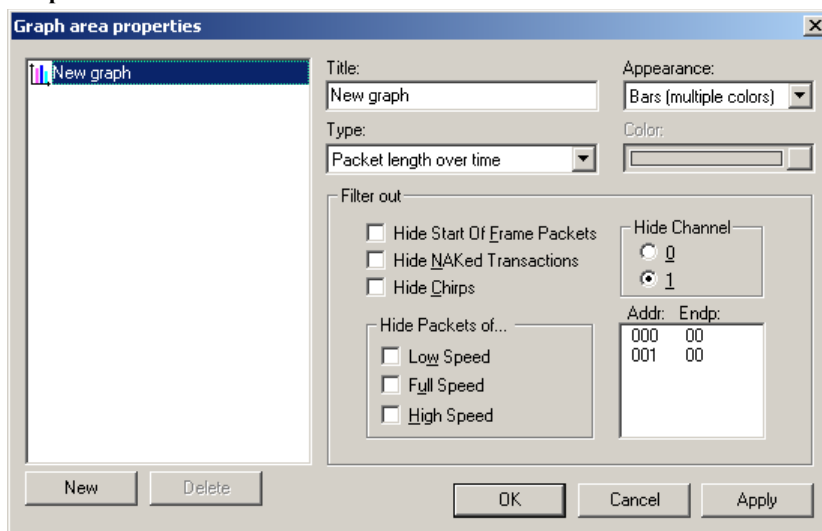 Graph area properties
New graph
Title:
New graph
Appearance:
Bars (multiple colors)
Type:
Packet length over time
Color:
Filter out
Hide Start Of Frame Packets
Hide NAKed Transactions
Hide Chirps
Hide Channel
0
1
Hide Packets of...
Low Speed
Full Speed
High Speed
Addr: Endp:
000 00
001 00
New
Delete
OK
Cancel
Apply